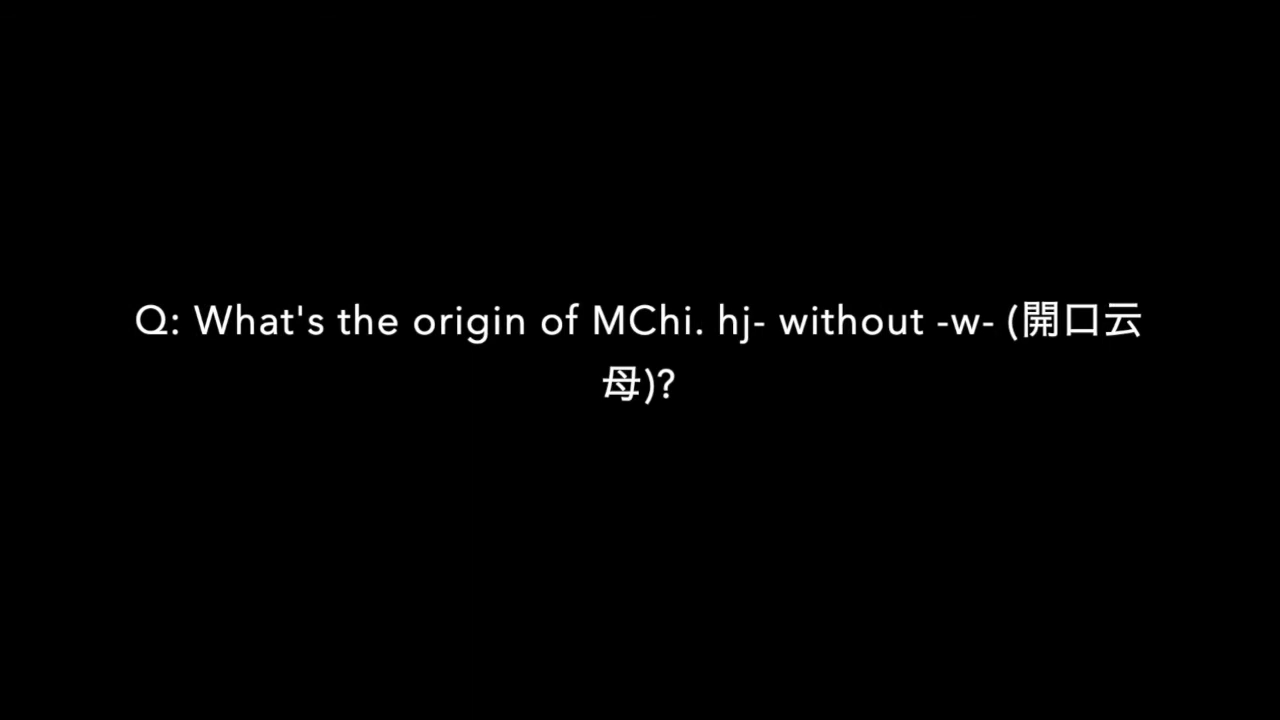 Q: What's the origin of MChi. hj- without -w- (開口云
母)?